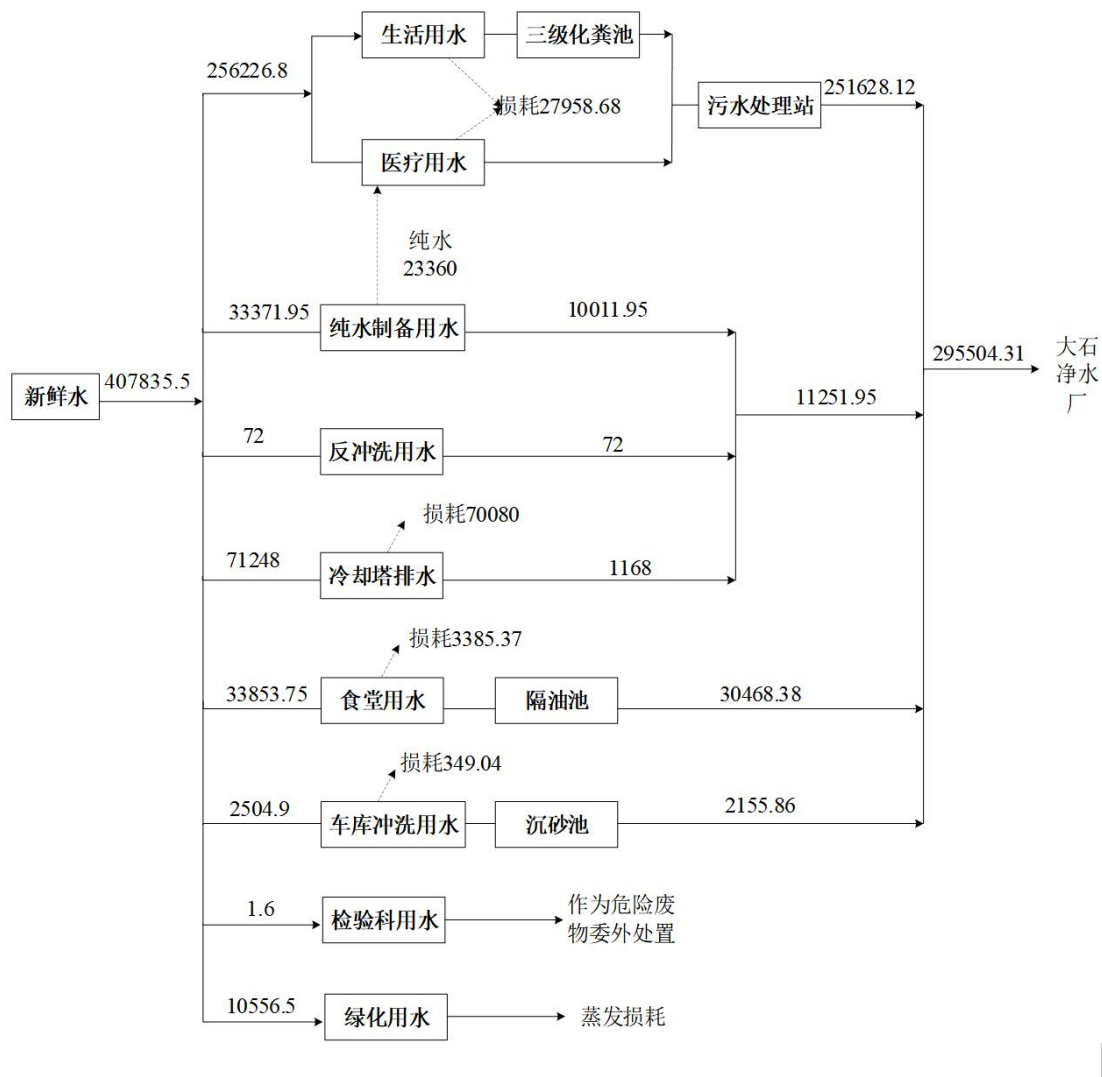 生活用水
三级化粪池
256226.8
损耗27958.68
污水处理站
251628.12
医疗用水
纯水
23360
33371.95
纯水制备用水
10011.95
新鲜水
407835.5
295504.31
大石
净水
厂
11251.95
72
反冲洗用水
72
损耗70080
71248
冷却塔排水
1168
损耗3385.37
33853.75
食堂用水
隔油池
30468.38
损耗349.04
2504.9
车库冲洗用水
沉砂池
2155.86
1.6
检验科用水
作为危险废
物委外处置
10556.5
绿化用水
蒸发损耗